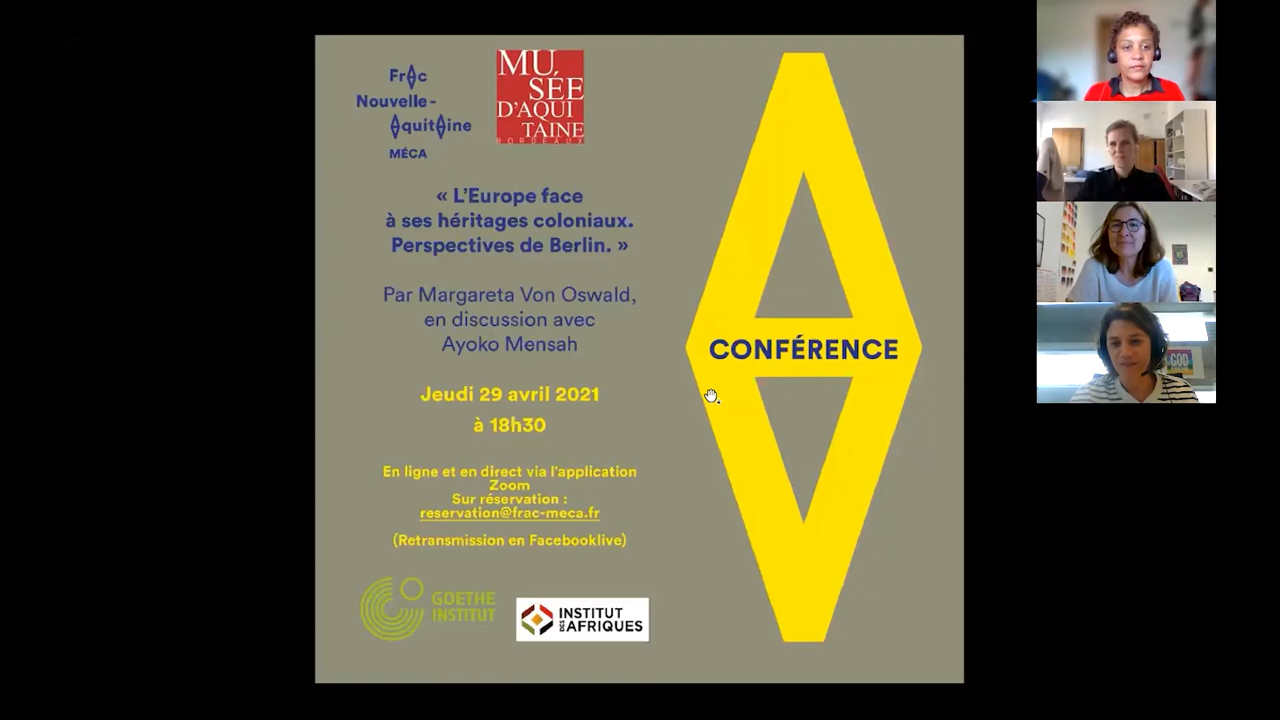 Frac
Nouvelle-
Aquitaine
MÉCA
MU
SÉE
D'AQUI
TAINE
BORDEAUX
« L'Europe face
à ses héritages coloniaux.
Perspectives de Berlin. »
Par Margareta Von Oswald,
en discussion avec
Ayoko Mensah
Jeudi 29 avril 2021
à 18h30
En ligne et en direct via l'application
Zoom
Sur réservation :
reservation@frac-meca.fr
(Retransmission en Facebooklive)
GOETHE
INSTITUT
INSTITUT
DES AFRIQUES
CONFÉRENCE
GOD